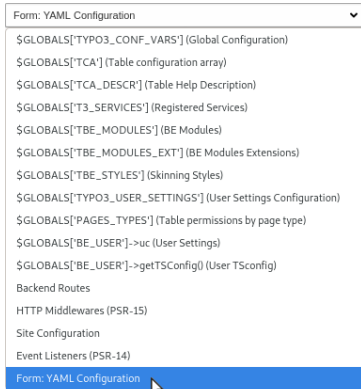 Form: YAML Configuration
$GLOBALS['TYPO3_CONF_VARS'] (Global Configuration)
$GLOBALS['TCA'] (Table configuration array)
$GLOBALS['TCA_DESCR'] (Table Help Description)
$GLOBALS['T3_SERVICES'] (Registered Services)
$GLOBALS['TBE_MODULES'] (BE Modules)
$GLOBALS['TBE_MODULES_EXT'] (BE Modules Extensions)
$GLOBALS['TBE_STYLES'] (Skinning Styles)
$GLOBALS['TYPO3_USER_SETTINGS'] (User Settings Configuration)
$GLOBALS['PAGES_TYPES'] (Table permissions by page type)
$GLOBALS['BE_USER']->uc (User Settings)
$GLOBALS['BE_USER']->getTSConfig() (User TSconfig)
Backend Routes
HTTP Middlewares (PSR-15)
Site Configuration
Event Listeners (PSR-14)
Form: YAML Configuration